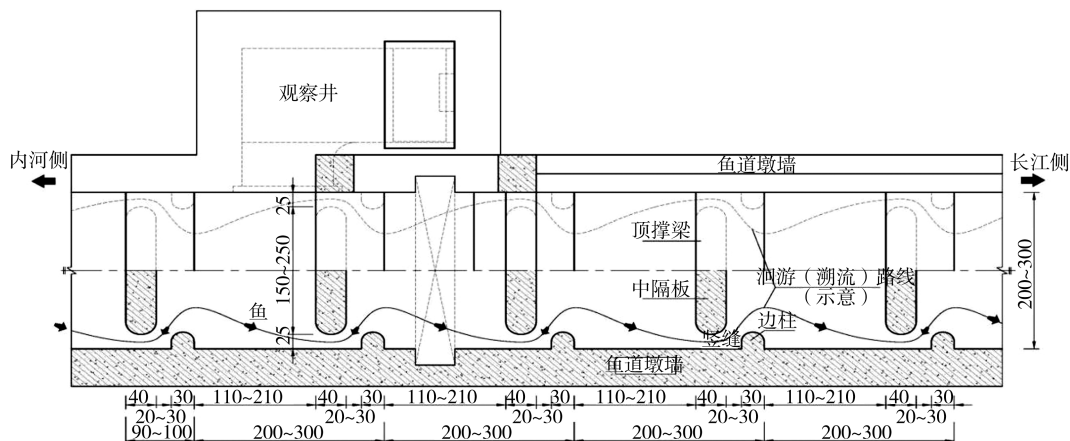 观察井
内河侧
鱼道墩墙
长江侧
25
顶撑梁
150~250
洄游（溯流）路线
（示意）
200~300
中隔板
鱼
边柱
25
竖缝
鱼道墩墙
40 30 110~210 40 30 110~210 40 30 110~210 40 30 110~210 40 30
20~30 20~30 20~30 20~30 20~30
90~100 200~300 200~300 200~300 200~300